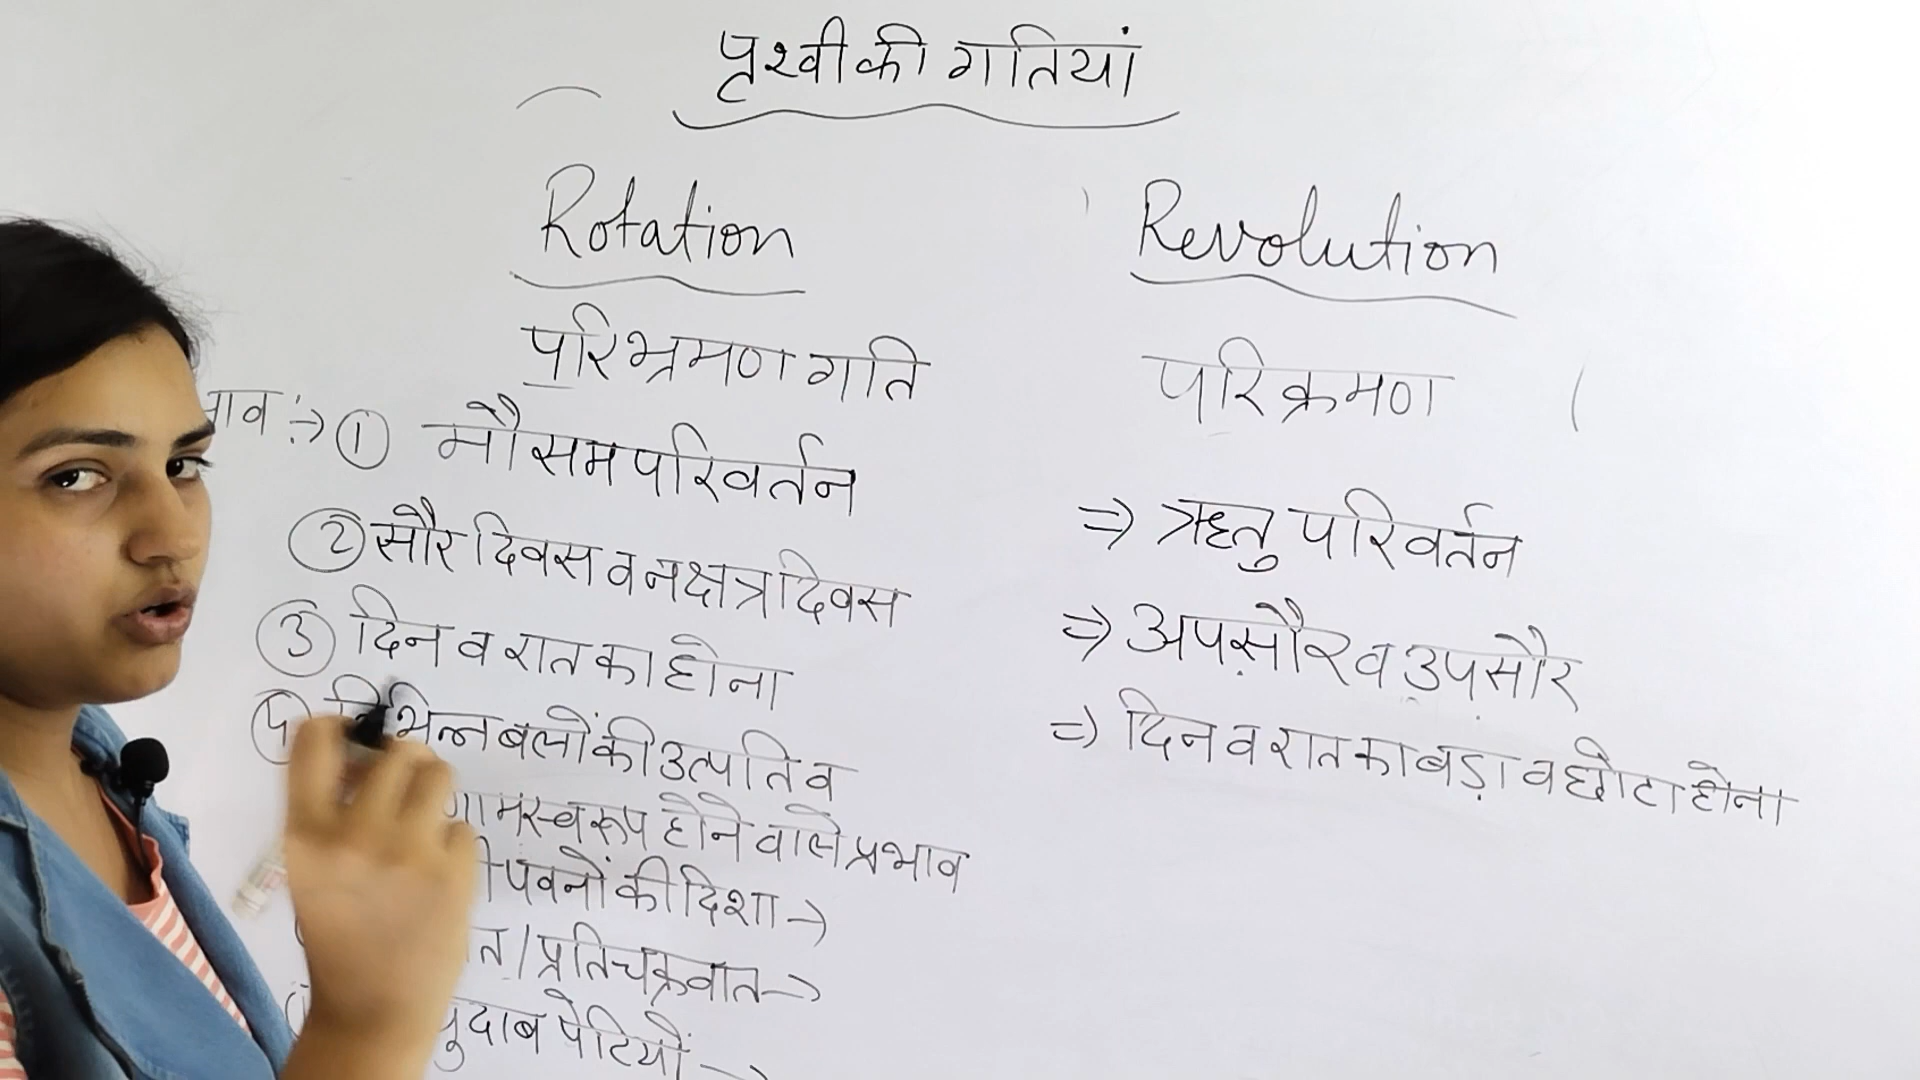 पृथ्वी की गतियां
Rotation
परिभ्रमण गति
① मौसम परिवर्तन
② सौर दिवस व नक्षत्र दिवस
③ दिन व रात का होना
④ विभिन्न बलों की उत्पति व
होने वाले प्रभाव
पवनों की दिशा →
/ प्रतिचक्रवात →
पेटियों →
Revolution
परिक्रमण
⇒ ऋतु परिवर्तन
⇒ अपसौर व उपसौर
⇒ दिन व रात का बड़ा व छोटा होना